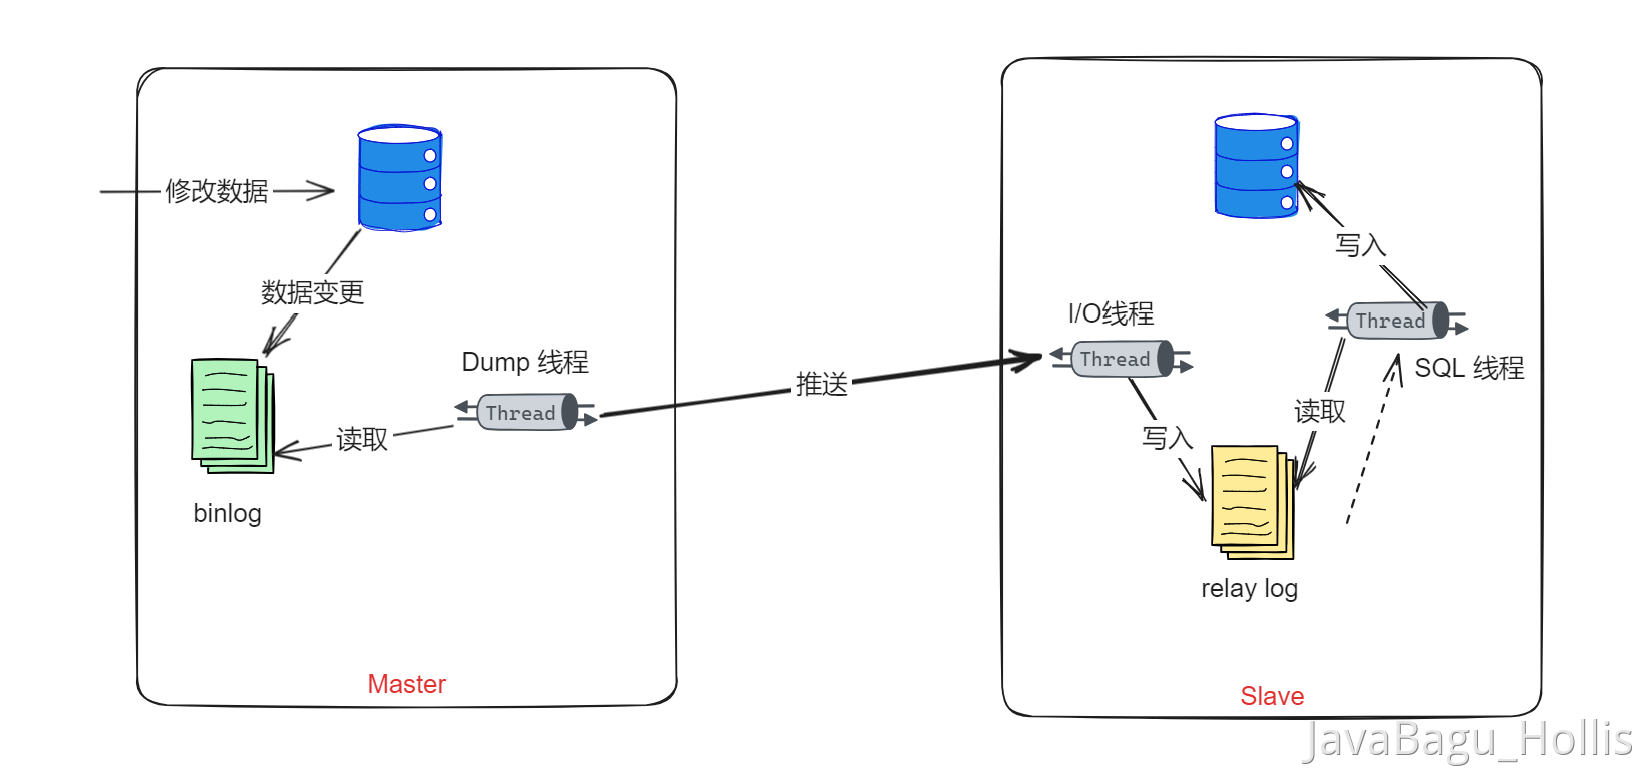 修改数据
数据变更
Dump 线程
Thread
读取
binlog
Master
推送
写入
I/O线程
Thread
Thread
SQL 线程
读取
写入
relay log
Slave
JavaBagu_Hollis